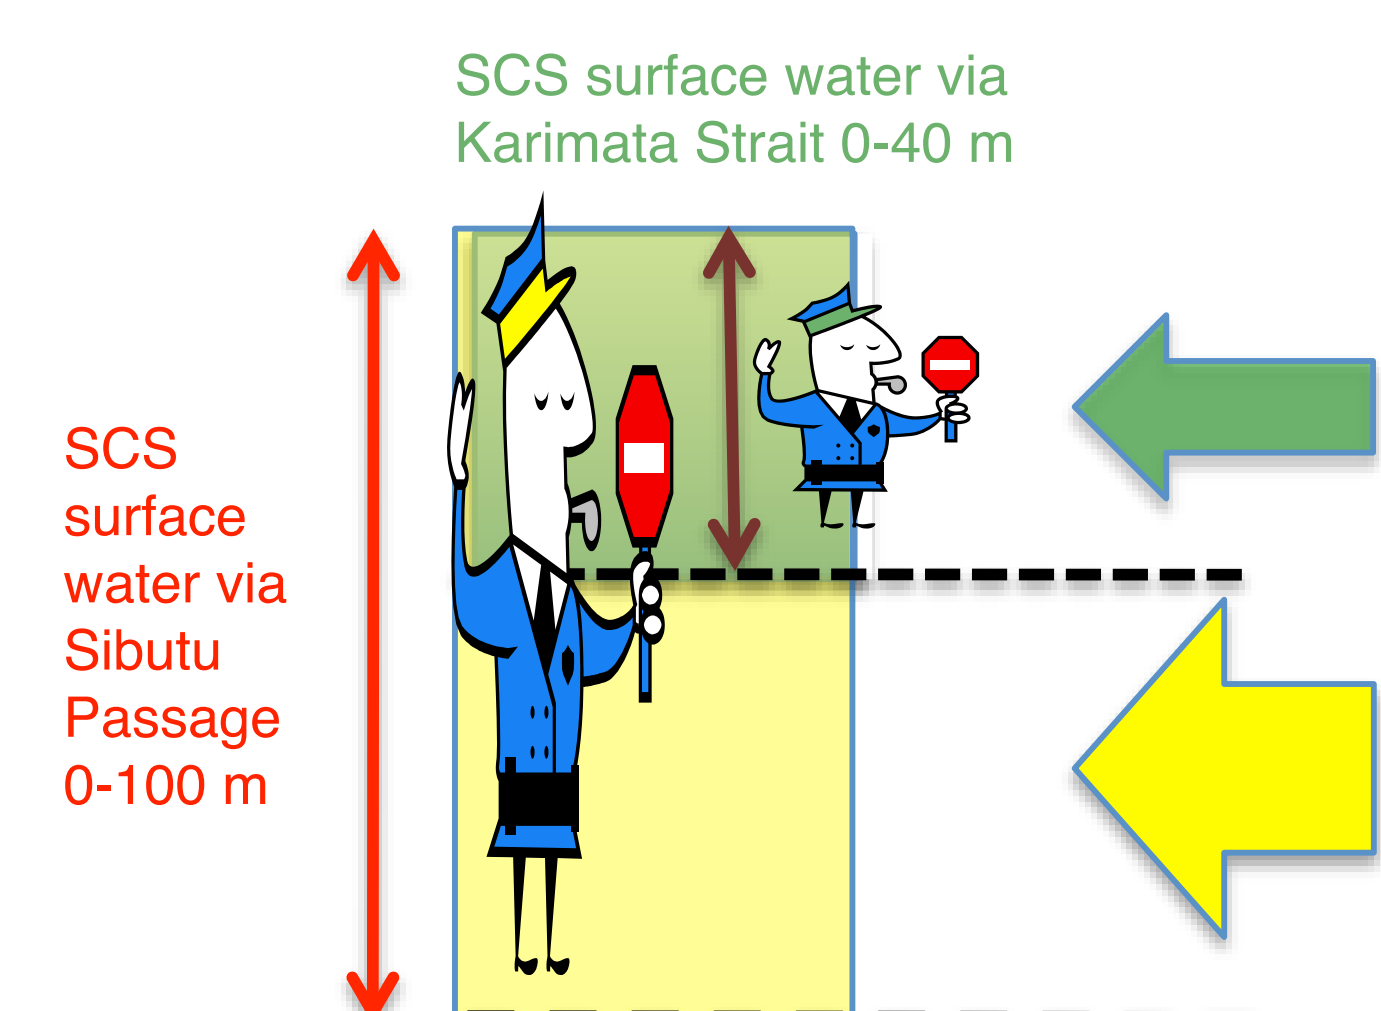 SCS surface water via
Karimata Strait 0-40 m
SCS
surface
water via
Sibutu
Passage
0-100 m